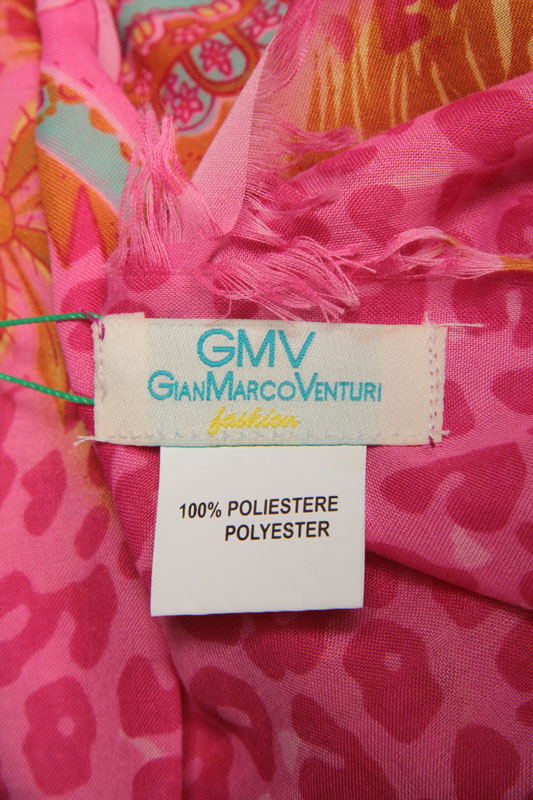 GMV
GIANMARCOVENTURI
fashion
100% POLIESTERE
POLYESTER